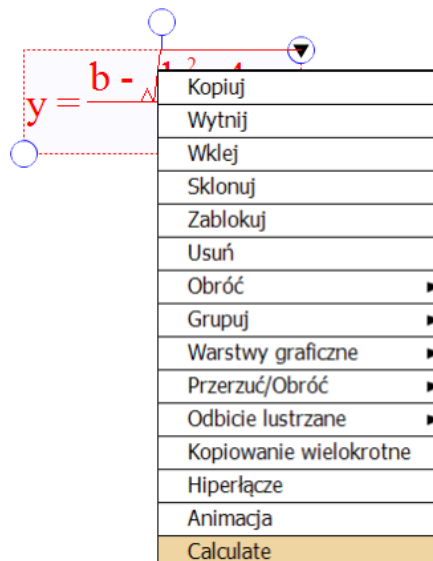 y = b - √
Kopiuj
Wytnij
Wklej
Sklonuj
Zablokuj
Usuń
Obróć
Grupuj
Warstwy graficzne
Przerzuć/Obróć
Odbicie lustrzane
Kopiowanie wielokrotne
Hiperłącze
Animacja
Calculate